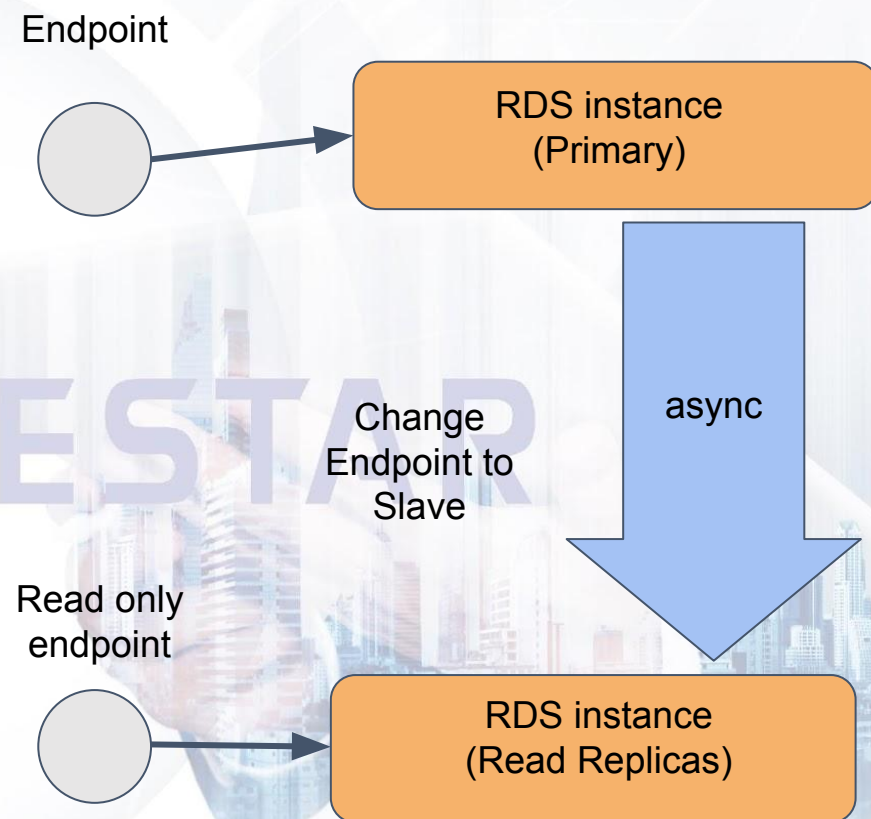 Endpoint
RDS instance
(Primary)
async
Change
Endpoint to
Slave
ESTAR
Read only
endpoint
RDS instance
(Read Replicas)